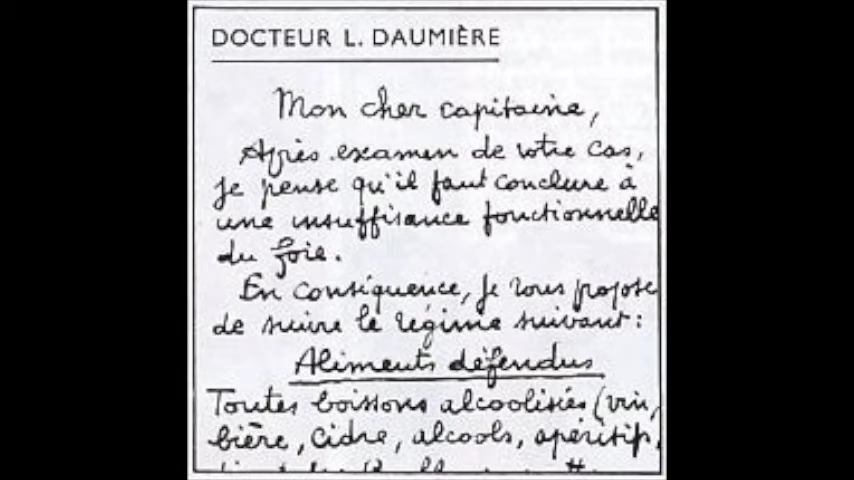 DOCTEUR L. DAUMIÈRE
Mon cher capitaine,
Après examen de votre cas,
je pense qu'il faut conclure à
une insuffisance fonctionnelle
du foie.
En conséquence, je vous propose
de suivre le régime suivant :
Aliments défendus
Toutes boissons alcoolisées (vin,
bière, cidre, alcools, apéritif,